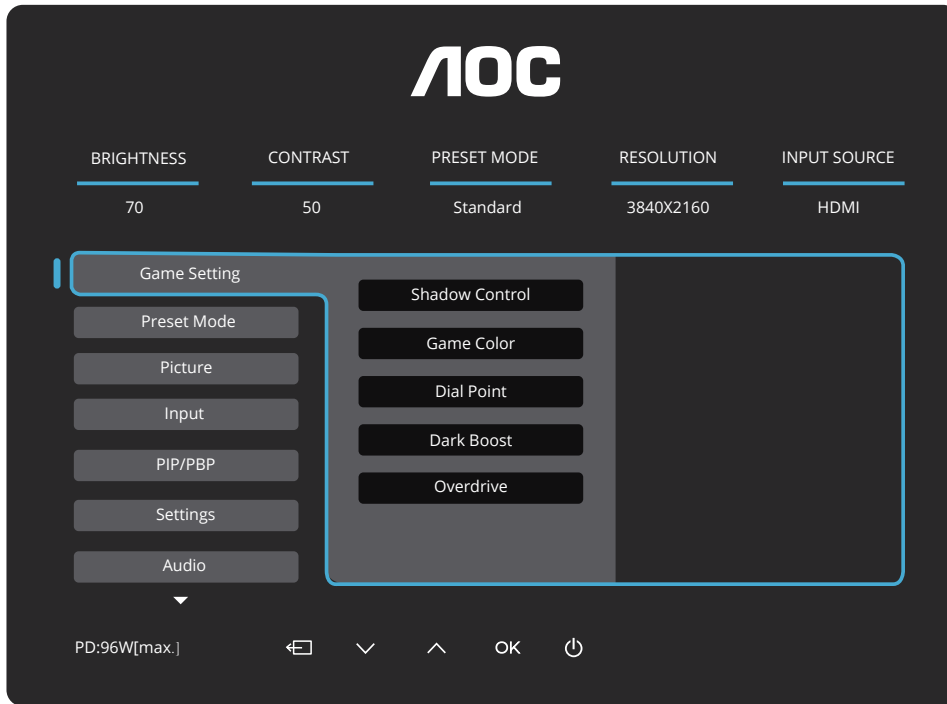 AOC
BRIGHTNESS CONTRAST PRESET MODE RESOLUTION INPUT SOURCE
70 50 Standard 3840X2160 HDMI
Game Setting
Preset Mode
Picture
Input
PIP/PBP
Settings
Audio
Shadow Control
Game Color
Dial Point
Dark Boost
Overdrive
PD:96W[max.] OK